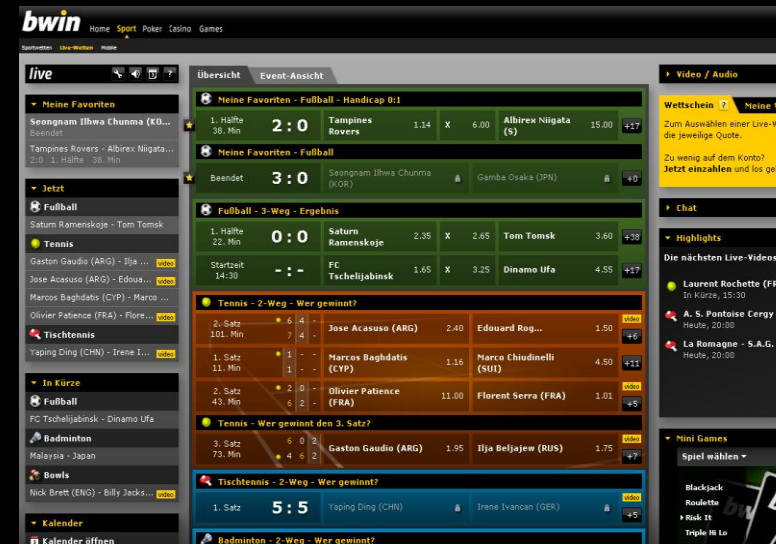 bwin
Home Sport Poker Casino Games
Sportwetten Live-Wetten Mobile
live
Meine Favoriten
Seongnam Ilhwa Chunma (KO...
Beendet
Tampines Rovers - Albirex Niigata...
2:0 1. Hälfte 38. Min
Jetzt
Fußball
Saturn Ramenskoje - Tom Tomsk
Tennis
Gaston Gaudio (ARG) - Ilja ... video
Jose Acasuso (ARG) - Edoua... video
Marcos Baghdatis (CYP) - Marco ...
Olivier Patience (FRA) - Flore... video
Tischtennis
Yaping Ding (CHN) - Irene I... video
In Kürze
Fußball
FC Tschelijabinsk - Dinamo Ufa
Badminton
Malaysia - Japan
Bowls
Nick Brett (ENG) - Billy Jacks... video
Kalender
Kalender öffnen
Übersicht Event-Ansicht
Meine Favoriten - Fußball - Handicap 0:1
1. Hälfte
38. Min
2:0 Tampines Rovers 1.14 X 6.00 Albirex Niigata (S) 15.00 +17
Meine Favoriten - Fußball
Beendet 3:0 Seongnam Ilhwa Chunma (KOR) Gamba Osaka (JPN) +0
Fußball - 3-Weg - Ergebnis
1. Hälfte
22. Min
0:0 Saturn Ramenskoje 2.35 X 2.65 Tom Tomsk 3.60 +38
Startzeit
14:30
-:- FC Tschelijabinsk 1.65 X 3.25 Dinamo Ufa 4.55 +17
Tennis - 2-Weg - Wer gewinnt?
2. Satz 6 4 - video
101. Min 7 4 - Jose Acasuso (ARG) 2.40 Edouard Rog... 1.50 +6
1. Satz 1 - -
11. Min 1 - - Marcos Baghdatis (CYP) 1.16 Marco Chiudinelli (SUI) 4.50 +11
2. Satz 2 0 - video
43. Min 6 2 - Olivier Patience (FRA) 11.00 Florent Serra (FRA) 1.01 +5
Tennis - Wer gewinnt den 3. Satz?
3. Satz 6 0 2 video
73. Min 4 6 2 Gaston Gaudio (ARG) 1.95 Ilja Beljajew (RUS) 1.75 +7
Tischtennis - 2-Weg - Wer gewinnt?
1. Satz 5:5 Yaping Ding (CHN) Irene Ivancan (GER) video +5
Badminton - 2-Weg - Wer gewinnt?
Video / Audio
Wettschein ? Meine
Zum Auswählen einer Live-W
die jeweilige Quote.
Zu wenig auf dem Konto?
Jetzt einzahlen und los ge
Chat
Highlights
Die nächsten Live-Videos
Laurent Rochette (FR
In Kürze, 15:30
A. S. Pontoise Cergy
Heute, 20:00
La Romagne - S.A.G.
Heute, 20:00
Mini Games
Spiel wählen
Blackjack
Roulette
Risk It
Triple Hi Lo